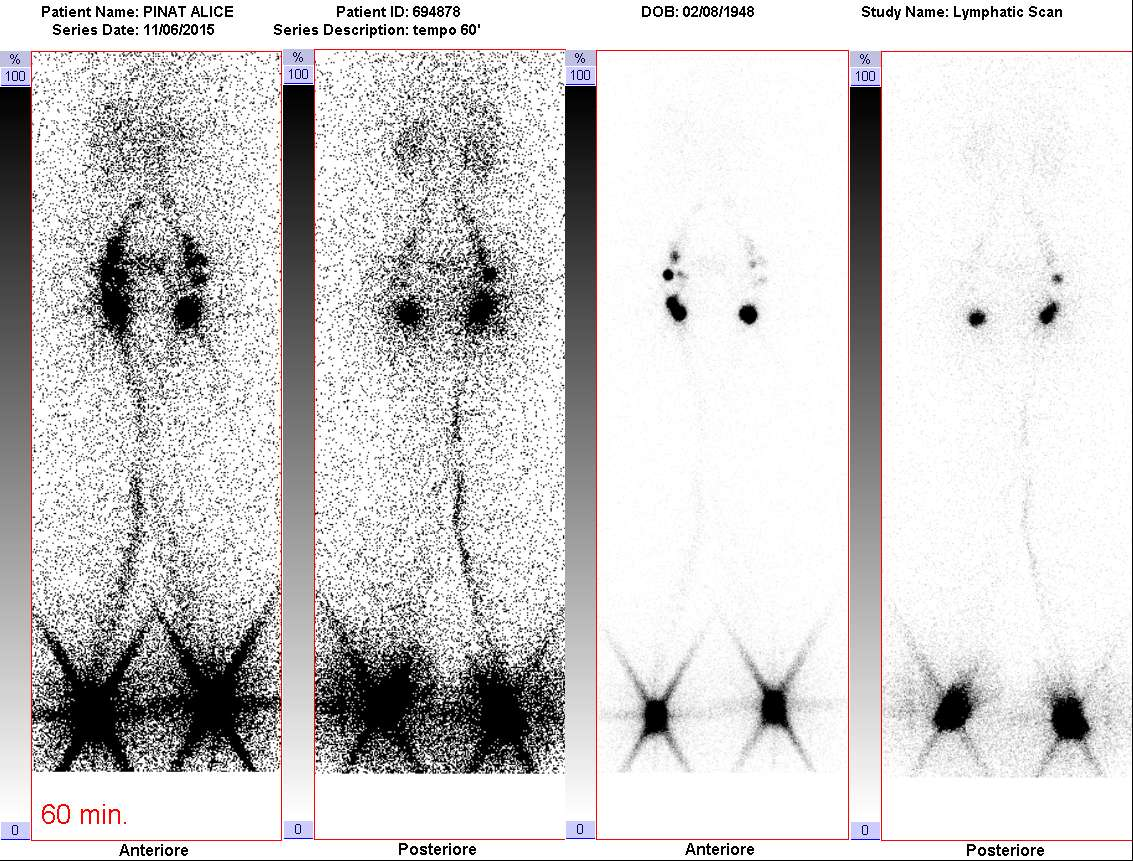 Patient Name: PINAT ALICE Patient ID: 694878 DOB: 02/08/1948 Study Name: Lymphatic Scan
Series Date: 11/06/2015 Series Description: tempo 60'
% % % %
100 100 100 100
60 min.
0 0 0 0
Anteriore Posteriore Anteriore Posteriore